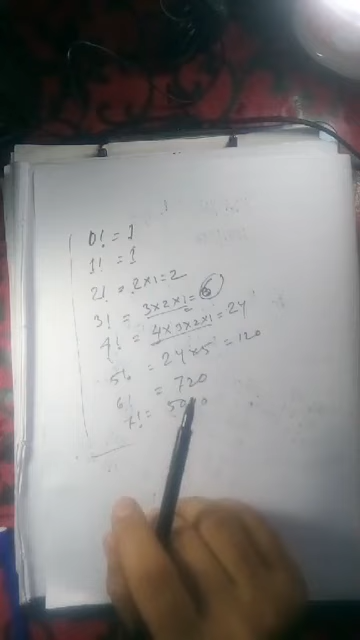 0! = 1
1! = 1
2! = 2×1=2
3! = 3×2×1=6
4! = 4×3×2×1=24
5! = 24×5 = 120
6! = 720
7! =